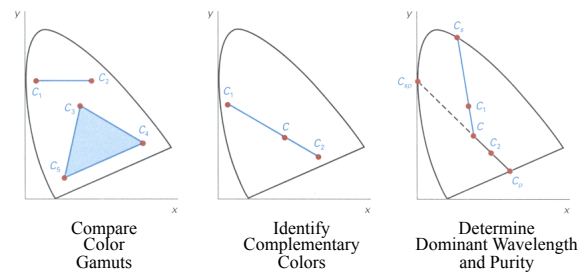 y
C₁
C₂
C₃
C₄
C₅
x
Compare
Color
Gamuts
y
C₁
C
C₂
x
Identify
Complementary
Colors
y
Cₛ
Cₛₚ
C₁
C
C₂
Cₚ
x
Determine
Dominant Wavelength
and Purity